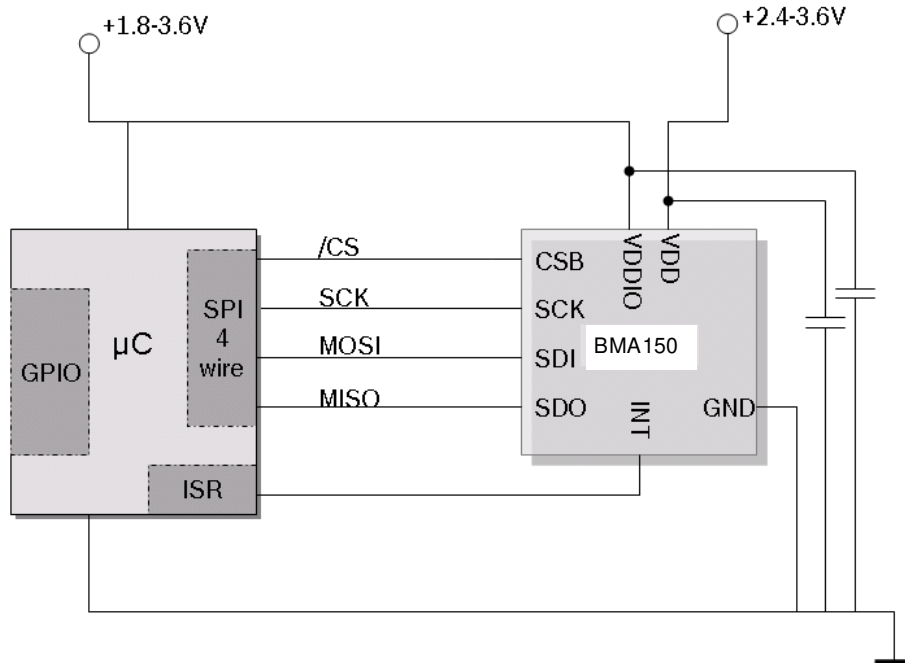 +1.8-3.6V
+2.4-3.6V
/CS
SCK
MOSI
MISO
GPIO
µC
SPI
4
wire
ISR
CSB
SCK
SDI
SDO
VDDIO
VDD
BMA150
INT
GND